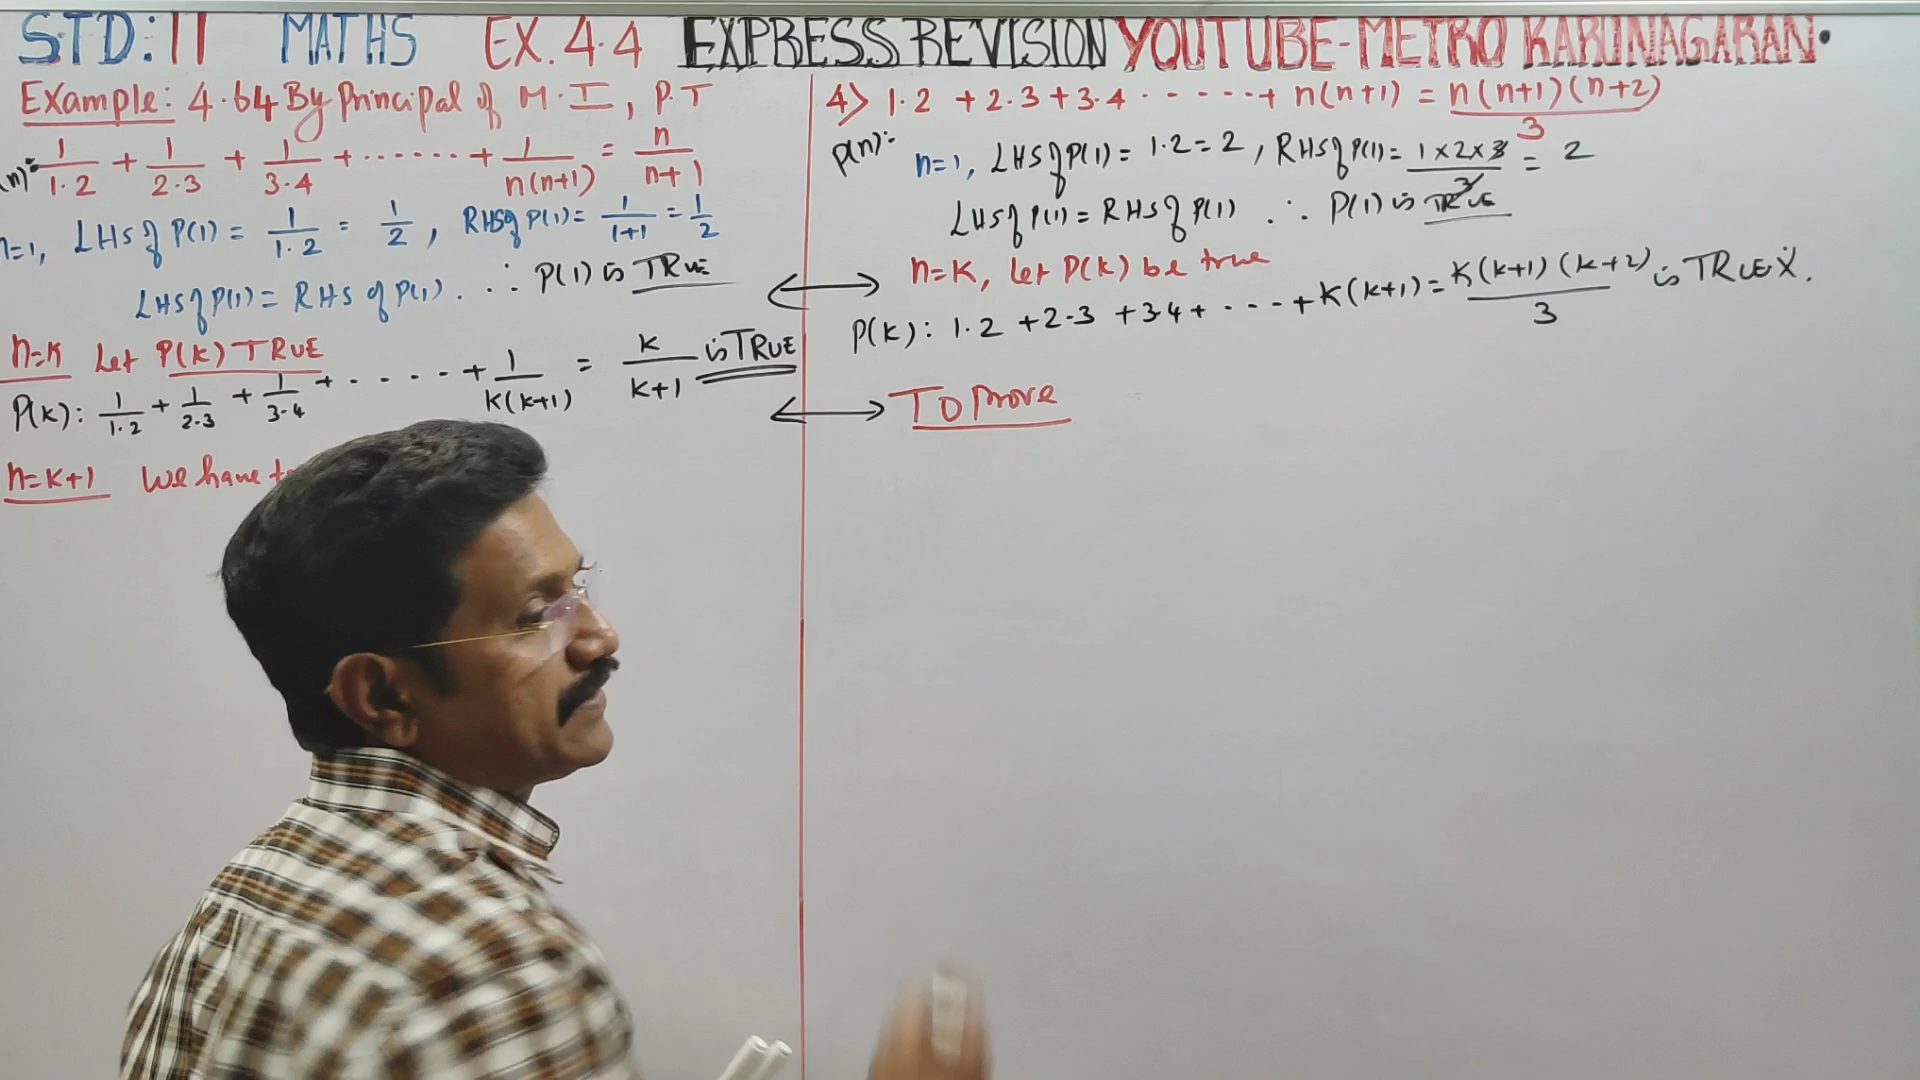 STD:11 MATHS EX.4.4 EXPRESS REVISION YOUTUBE-METRO KARUNAGARAN.
Example: 4.64 By Principal of M.I, P.T
(n): 1/1.2 + 1/2.3 + 1/3.4 + ...... + 1/n(n+1) = n/n+1
n=1, LHS of P(1) = 1/1.2 = 1/2, RHS of P(1) = 1/1+1 = 1/2
LHS of P(1) = RHS of P(1). ∴ P(1) is TRUE
n=k Let P(k) TRUE
P(k): 1/1.2 + 1/2.3 + 1/3.4 + ..... + 1/k(k+1) = k/k+1 is TRUE
n=k+1 We have
4) 1.2 + 2.3 + 3.4 ...... + n(n+1) = n(n+1)(n+2)/3
P(n):
n=1, LHS of P(1) = 1.2 = 2, RHS of P(1) = 1×2×3/3 = 2
LHS of P(1) = RHS of P(1) ∴ P(1) is TRUE
n=k, Let P(k) be true
P(k): 1.2 + 2.3 + 3.4 + .... + k(k+1) = k(k+1)(k+2)/3 is TRUE
To prove